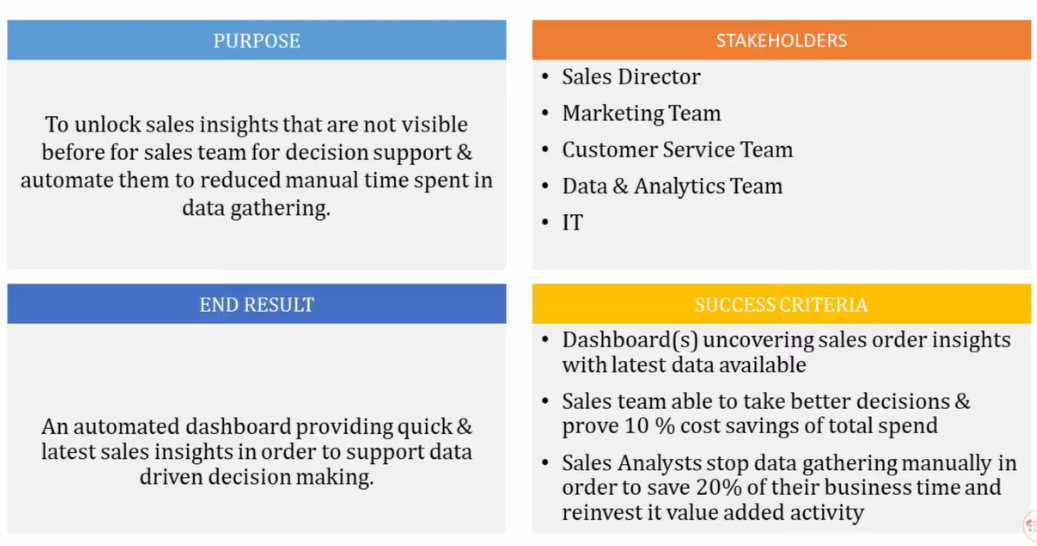 PURPOSE
To unlock sales insights that are not visible
before for sales team for decision support &
automate them to reduced manual time spent in
data gathering.
STAKEHOLDERS
• Sales Director
• Marketing Team
• Customer Service Team
• Data & Analytics Team
• IT
END RESULT
An automated dashboard providing quick &
latest sales insights in order to support data
driven decision making.
SUCCESS CRITERIA
• Dashboard(s) uncovering sales order insights
with latest data available
• Sales team able to take better decisions &
prove 10 % cost savings of total spend
• Sales Analysts stop data gathering manually in
order to save 20% of their business time and
reinvest it value added activity